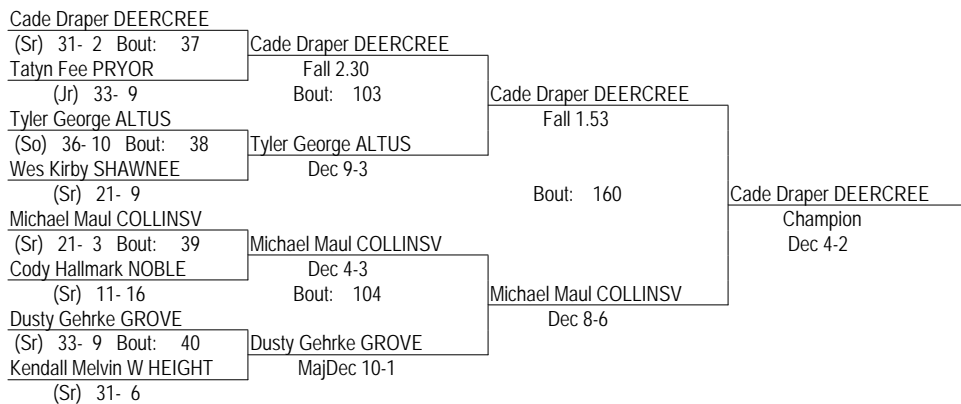 Cade Draper DEERCREE
(Sr) 31- 2 Bout: 37
Cade Draper DEERCREE
Tatyn Fee PRYOR
Fall 2.30
(Jr) 33- 9
Bout: 103
Cade Draper DEERCREE
Tyler George ALTUS
Fall 1.53
(So) 36- 10 Bout: 38
Tyler George ALTUS
Wes Kirby SHAWNEE
Dec 9-3
(Sr) 21- 9
Bout: 160
Cade Draper DEERCREE
Michael Maul COLLINSV
Champion
(Sr) 21- 3 Bout: 39
Michael Maul COLLINSV
Dec 4-2
Cody Hallmark NOBLE
Dec 4-3
(Sr) 11- 16
Bout: 104
Michael Maul COLLINSV
Dusty Gehrke GROVE
Dec 8-6
(Sr) 33- 9 Bout: 40
Dusty Gehrke GROVE
Kendall Melvin W HEIGHT
MajDec 10-1
(Sr) 31- 6